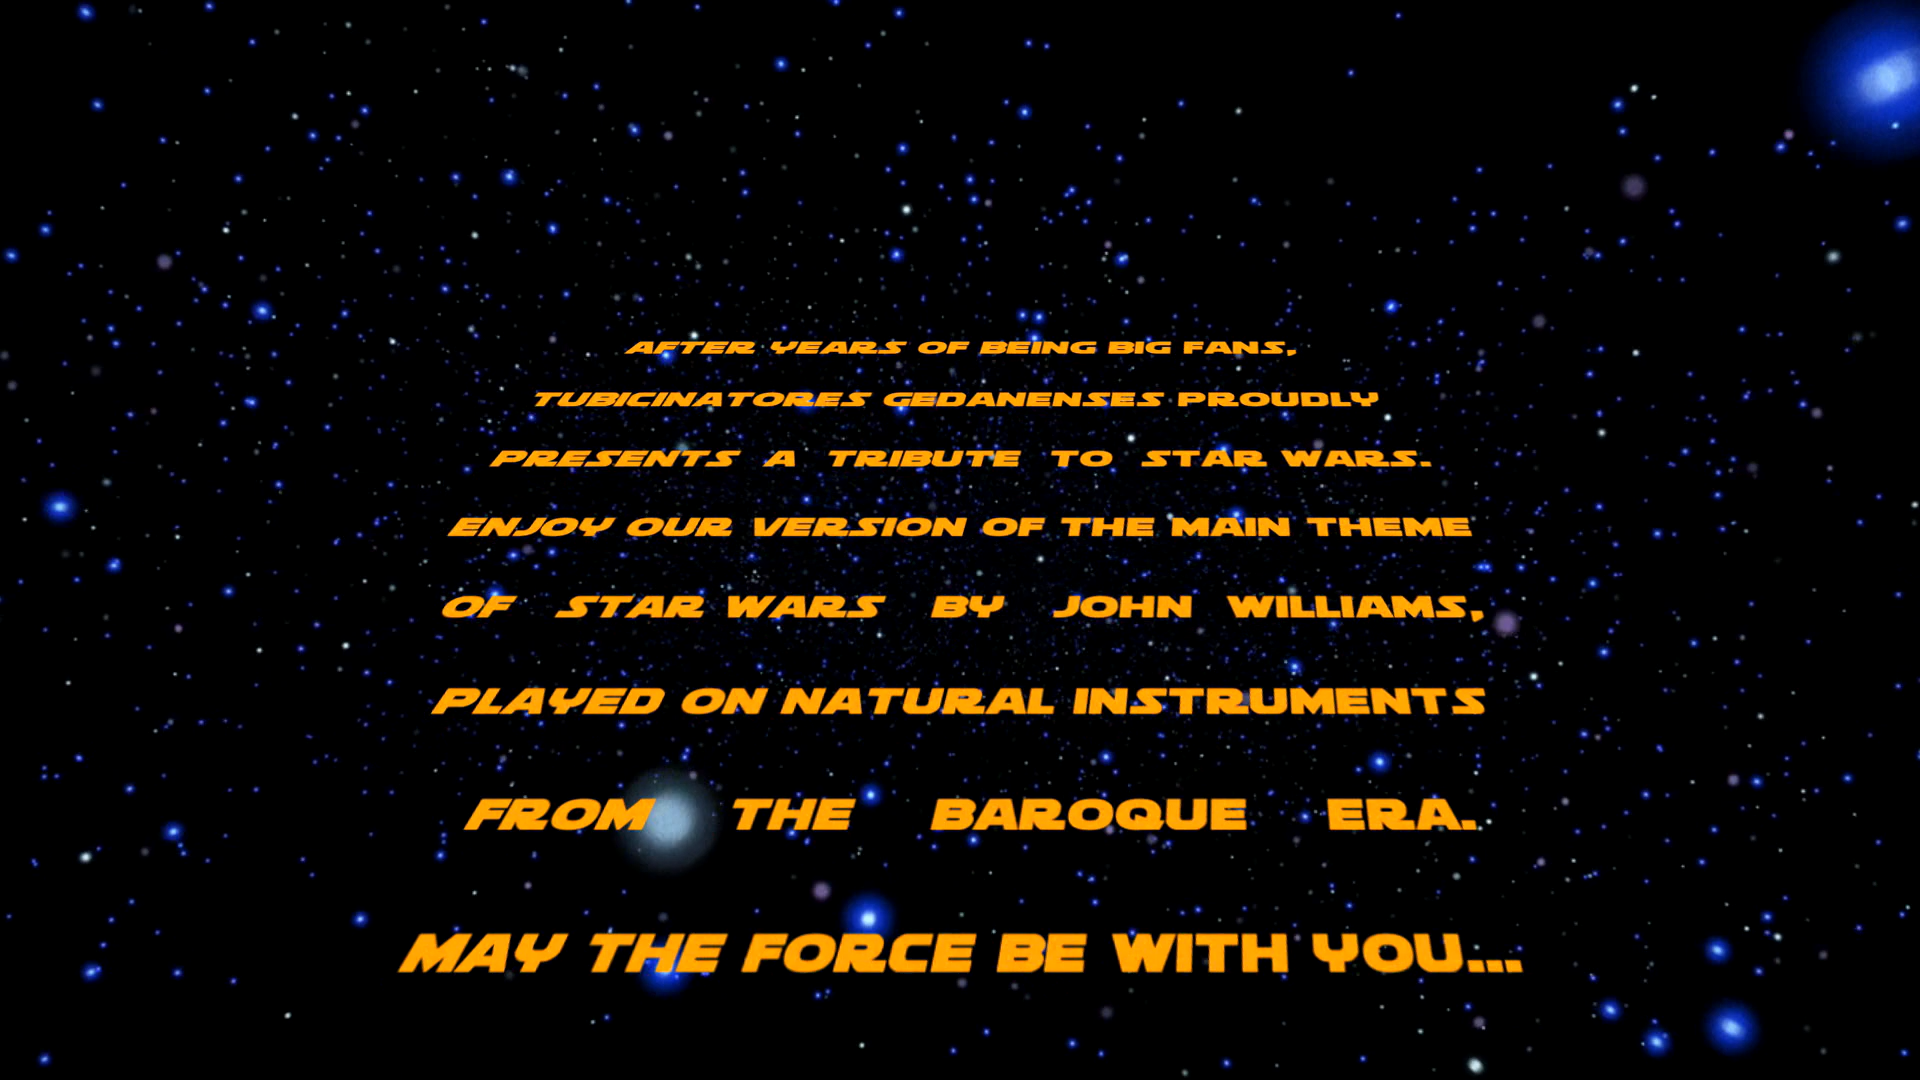 AFTER YEARS OF BEING BIG FANS,
TUBICINATORES GEDANENSES PROUDLY
PRESENTS A TRIBUTE TO STAR WARS.
ENJOY OUR VERSION OF THE MAIN THEME
OF STAR WARS BY JOHN WILLIAMS,
PLAYED ON NATURAL INSTRUMENTS
FROM THE BAROQUE ERA.
MAY THE FORCE BE WITH YOU...